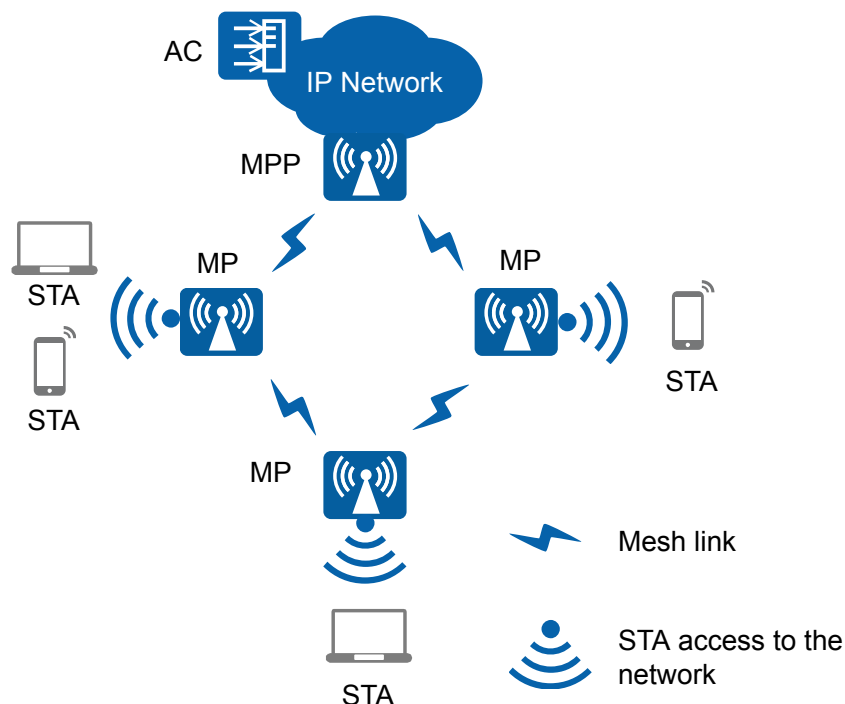 AC
IP Network
MPP
MP
MP
STA
STA
STA
MP
Mesh link
STA access to the
network
STA